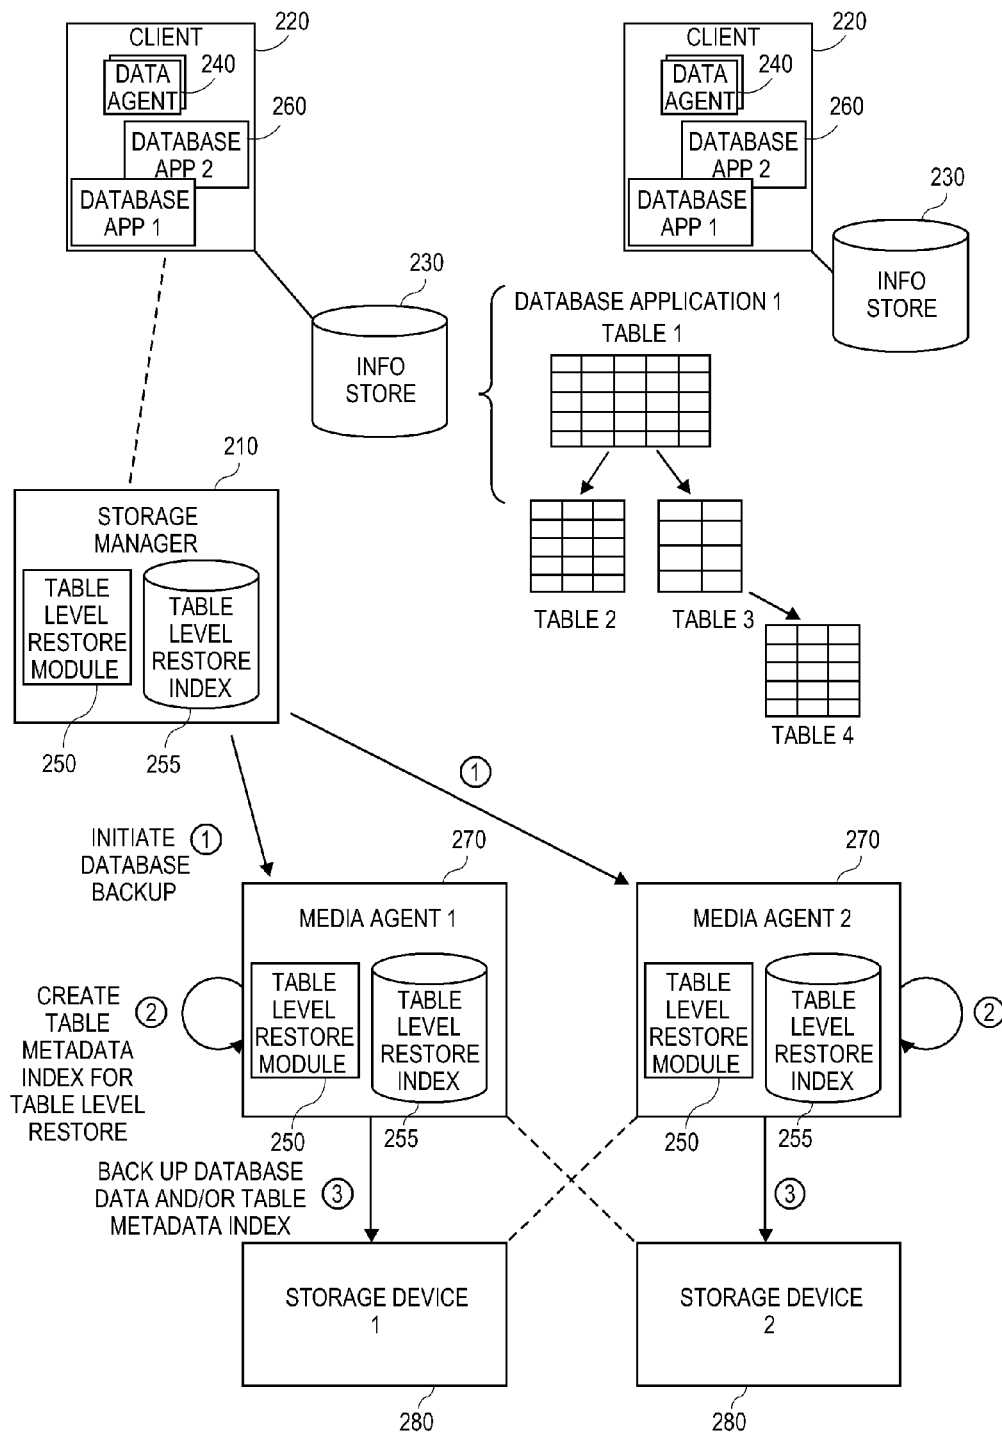 CLIENT
220
DATA
AGENT
240
260
DATABASE
APP 2
DATABASE
APP 1
CLIENT
220
DATA
AGENT
240
260
DATABASE
APP 2
DATABASE
APP 1
230
INFO
STORE
230
INFO
STORE
DATABASE APPLICATION 1
TABLE 1
TABLE 2
TABLE 3
TABLE 4
210
STORAGE
MANAGER
TABLE
LEVEL
RESTORE
MODULE
TABLE
LEVEL
RESTORE
INDEX
250
255
1
INITIATE
DATABASE
BACKUP
1
270
MEDIA AGENT 1
TABLE
LEVEL
RESTORE
MODULE
TABLE
LEVEL
RESTORE
INDEX
250
255
270
MEDIA AGENT 2
TABLE
LEVEL
RESTORE
MODULE
TABLE
LEVEL
RESTORE
INDEX
250
255
CREATE
TABLE
METADATA
INDEX FOR
TABLE LEVEL
RESTORE
2
2
BACK UP DATABASE
DATA AND/OR TABLE
METADATA INDEX
3
3
STORAGE DEVICE
1
280
STORAGE DEVICE
2
280